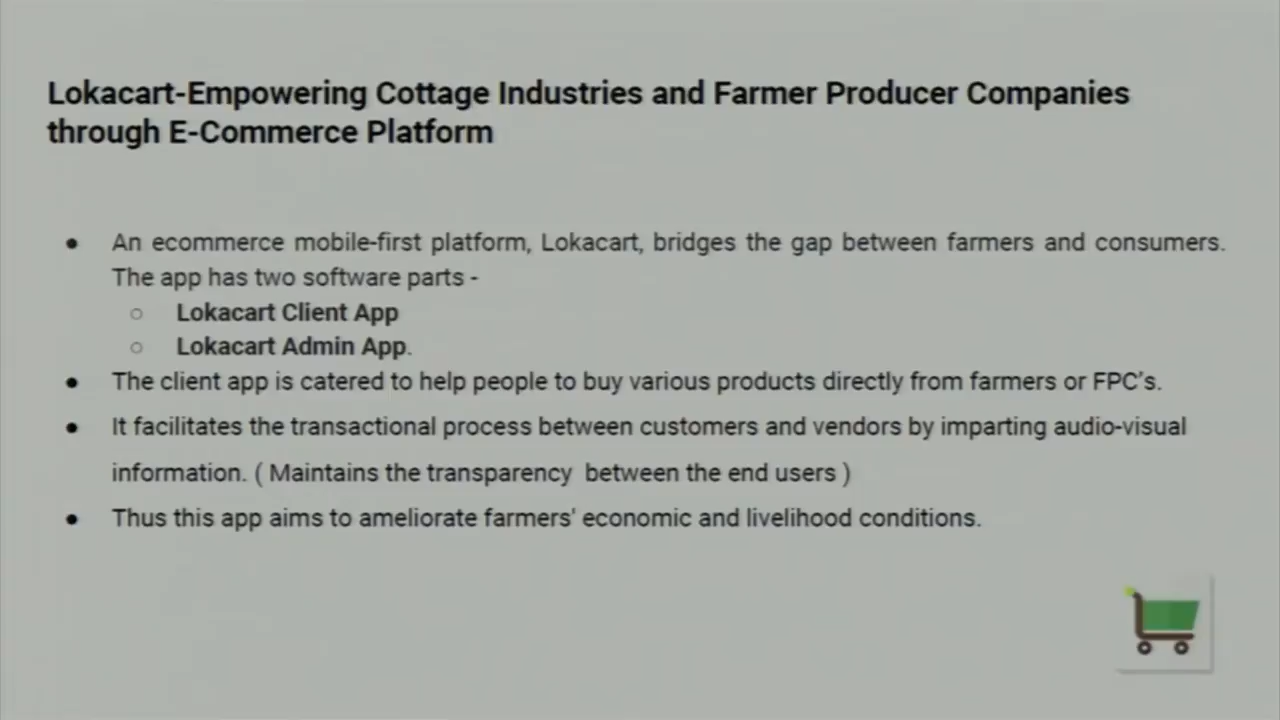 Lokacart-Empowering Cottage Industries and Farmer Producer Companies
through E-Commerce Platform
● An ecommerce mobile-first platform, Lokacart, bridges the gap between farmers and consumers.
The app has two software parts -
○ Lokacart Client App
○ Lokacart Admin App.
● The client app is catered to help people to buy various products directly from farmers or FPC's.
● It facilitates the transactional process between customers and vendors by imparting audio-visual
information. ( Maintains the transparency between the end users )
● Thus this app aims to ameliorate farmers' economic and livelihood conditions.